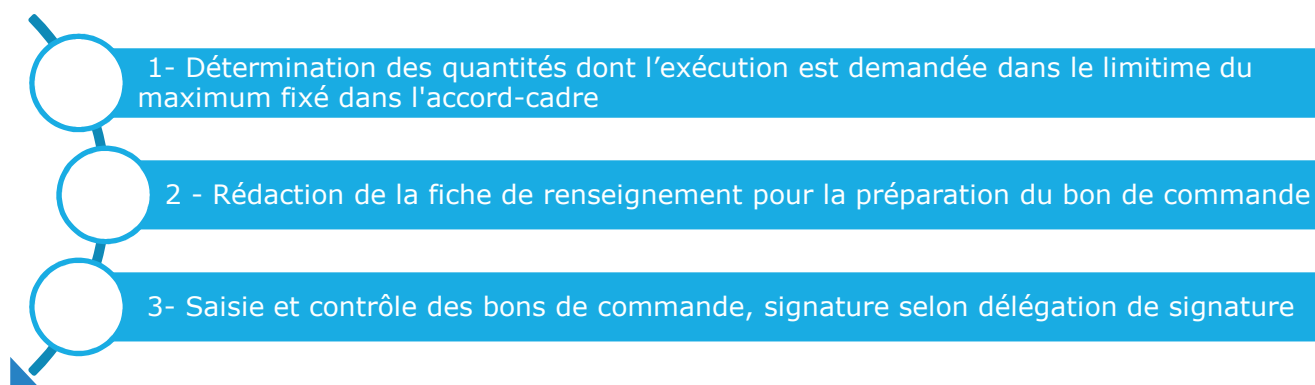 1- Détermination des quantités dont l’exécution est demandée dans le limitime du
maximum fixé dans l'accord-cadre
2 - Rédaction de la fiche de renseignement pour la préparation du bon de commande
3- Saisie et contrôle des bons de commande, signature selon délégation de signature